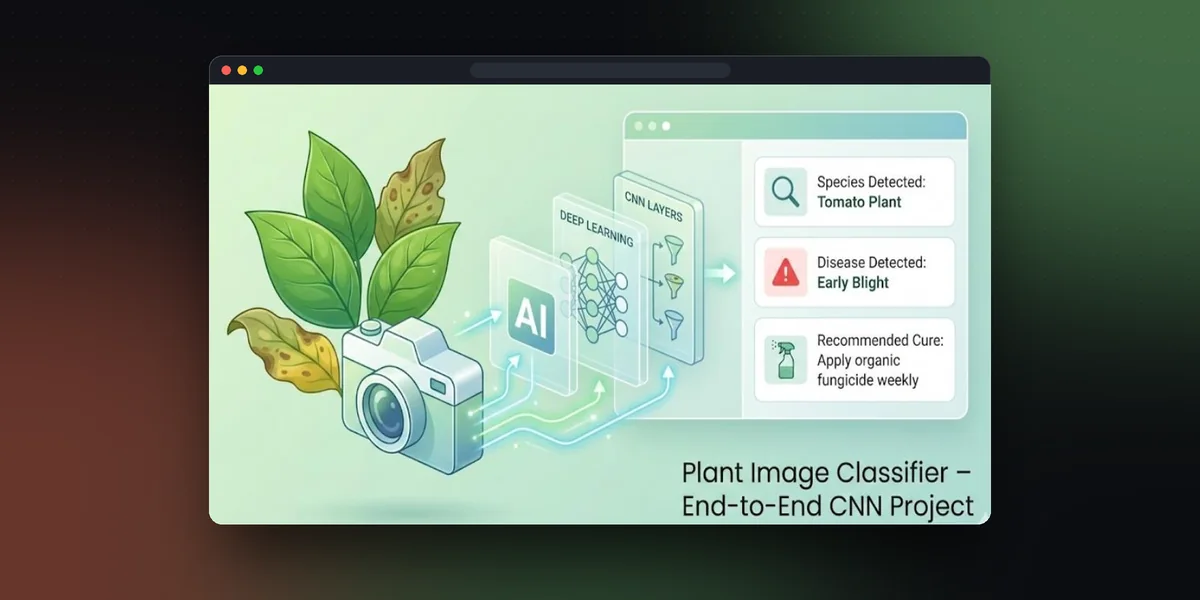 AI
DEEP LEARNING
CNN LAYERS
Species Detected:
Tomato Plant
Disease Detected:
Early Blight
Recommended Cure:
Apply organic
fungicide weekly
Plant Image Classifier –
End-to-End CNN Project